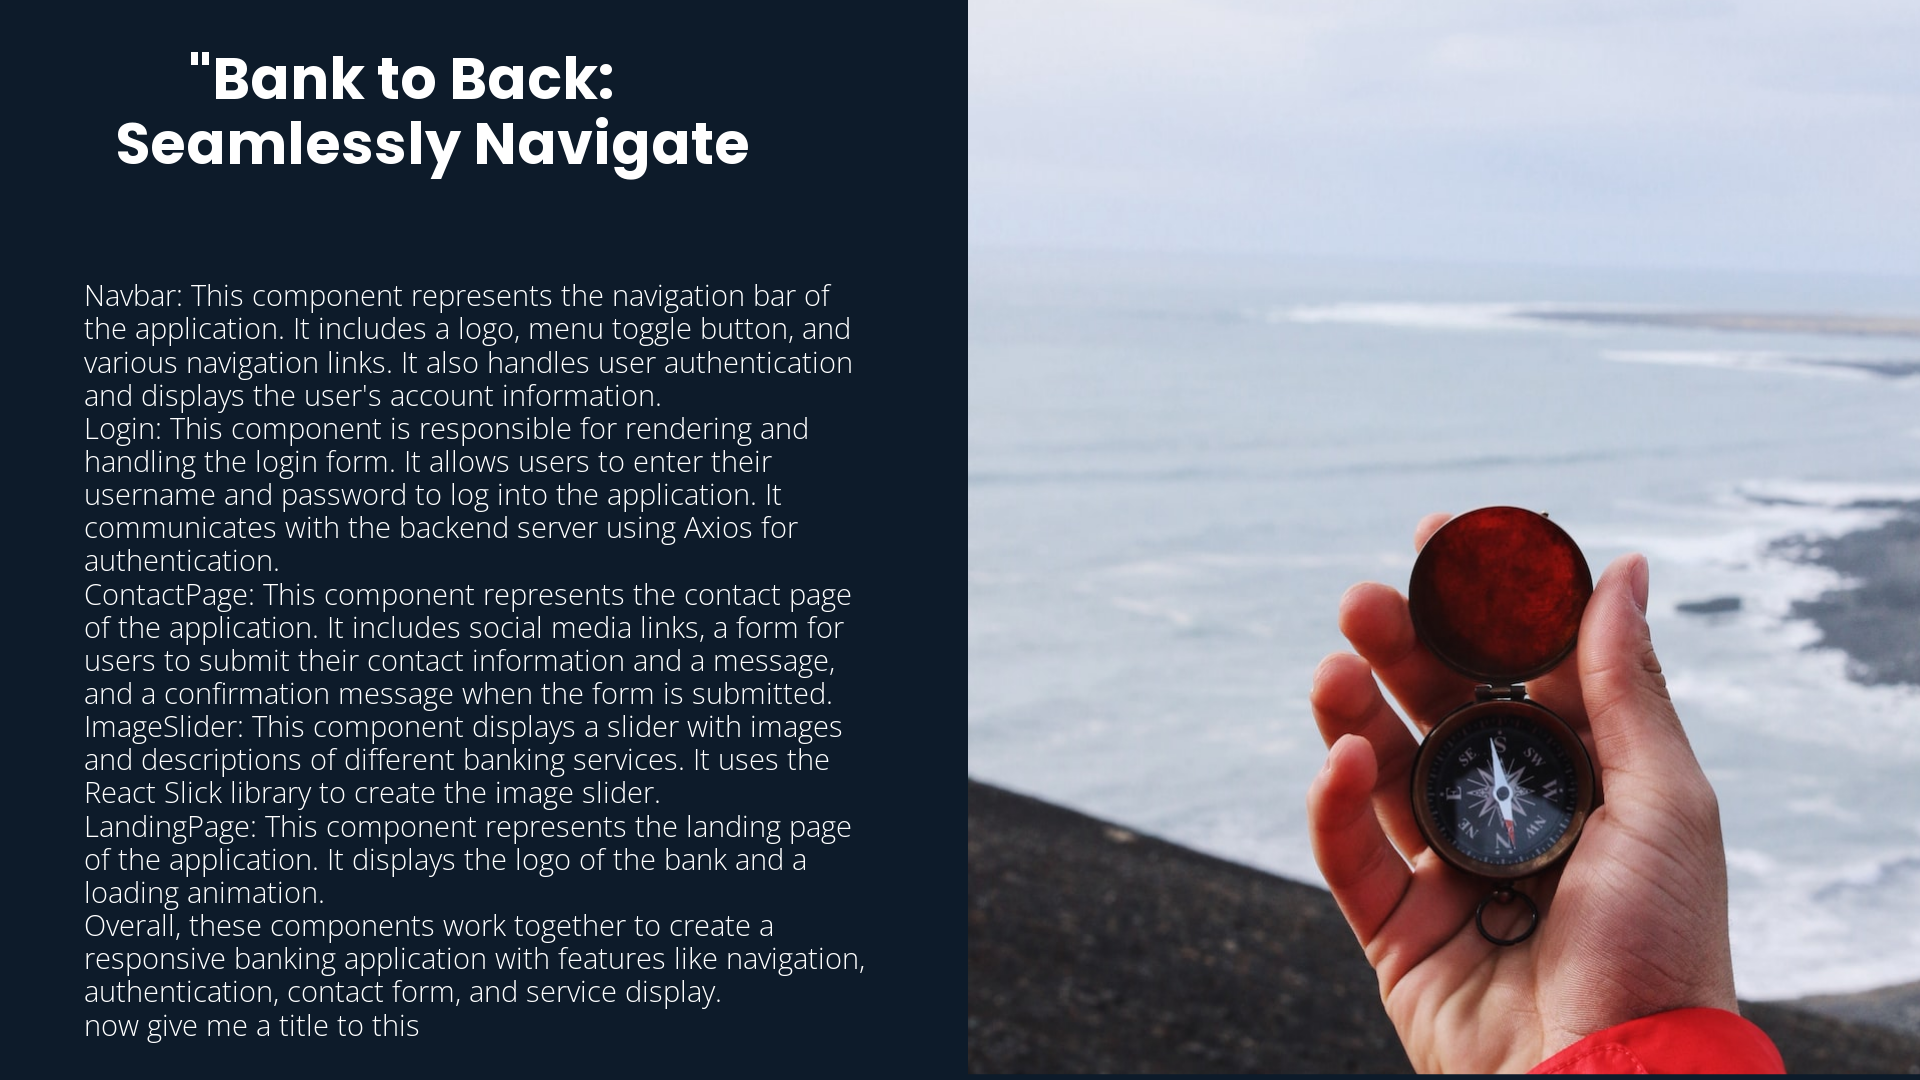 "Bank to Back:
Seamlessly Navigate
Navbar: This component represents the navigation bar of
the application. It includes a logo, menu toggle button, and
various navigation links. It also handles user authentication
and displays the user's account information.
Login: This component is responsible for rendering and
handling the login form. It allows users to enter their
username and password to log into the application. It
communicates with the backend server using Axios for
authentication.
ContactPage: This component represents the contact page
of the application. It includes social media links, a form for
users to submit their contact information and a message,
and a confirmation message when the form is submitted.
ImageSlider: This component displays a slider with images
and descriptions of different banking services. It uses the
React Slick library to create the image slider.
LandingPage: This component represents the landing page
of the application. It displays the logo of the bank and a
loading animation.
Overall, these components work together to create a
responsive banking application with features like navigation,
authentication, contact form, and service display.
now give me a title to this
S
SE
SW
E
W
NE
NW
N